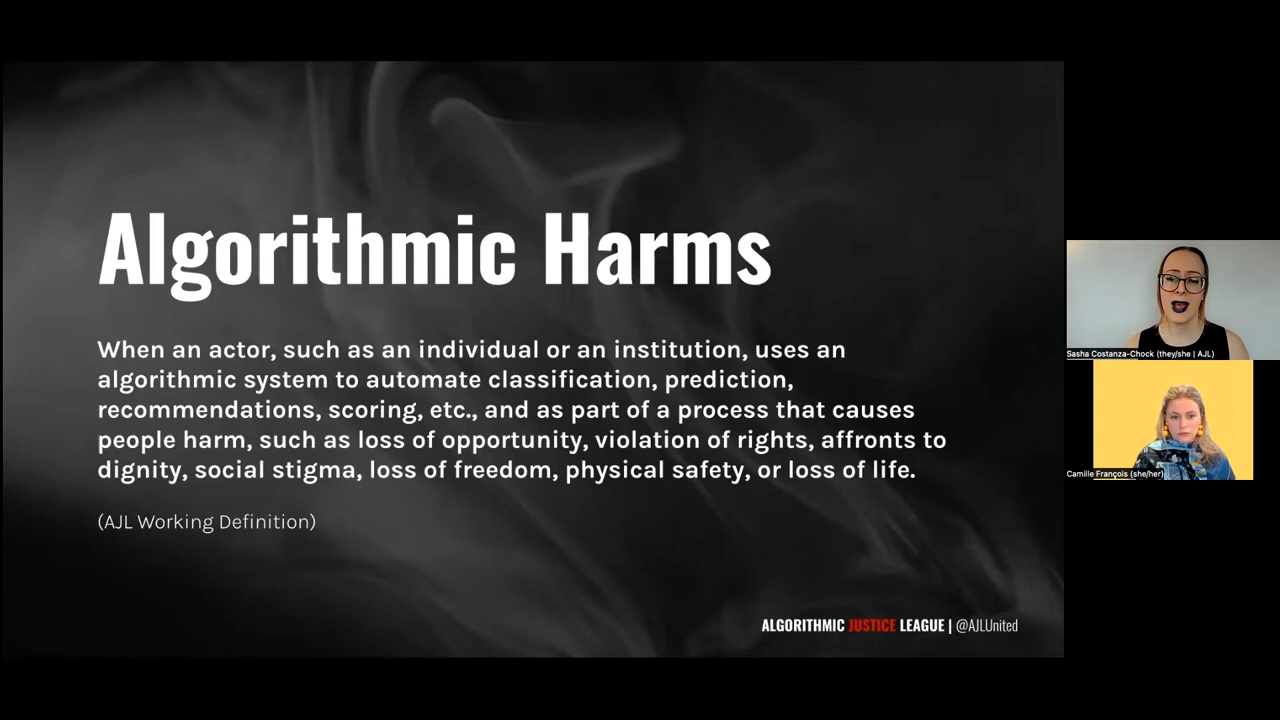 Algorithmic Harms
When an actor, such as an individual or an institution, uses an
algorithmic system to automate classification, prediction,
recommendations, scoring, etc., and as part of a process that causes
people harm, such as loss of opportunity, violation of rights, affronts to
dignity, social stigma, loss of freedom, physical safety, or loss of life.
(AJL Working Definition)
ALGORITHMIC JUSTICE LEAGUE | @AJLUnited
Sasha Costanza-Chock (they/she | AJL)
Camille François (she/her)